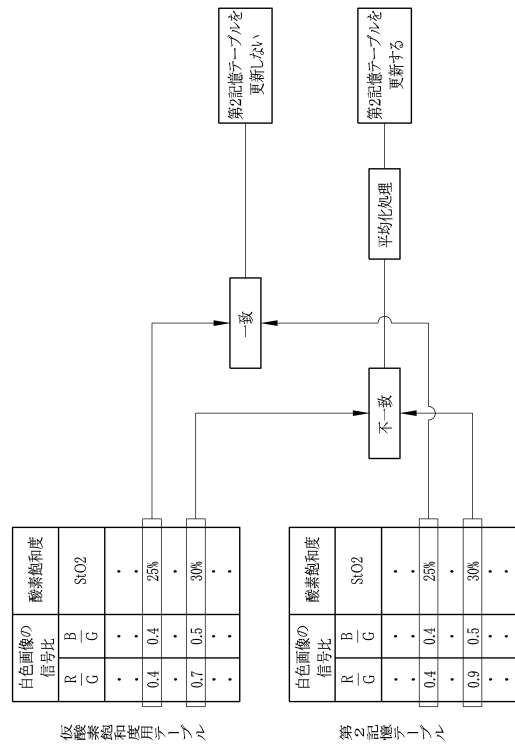 仮酸素飽和度用テーブル
白色画像の信号比
酸素飽和度
R/G
B/G
StO2
・ ・ ・
・ ・ ・
0.4 0.4 25%
・ ・ ・
0.7 0.5 30%
・ ・ ・
・ ・ ・
第2記憶テーブル
白色画像の信号比
酸素飽和度
R/G
B/G
StO2
・ ・ ・
・ ・ ・
0.4 0.4 25%
・ ・ ・
0.9 0.5 30%
・ ・ ・
・ ・ ・
一致
第2記憶テーブルを
更新しない
不一致
平均化処理
第2記憶テーブルを
更新する